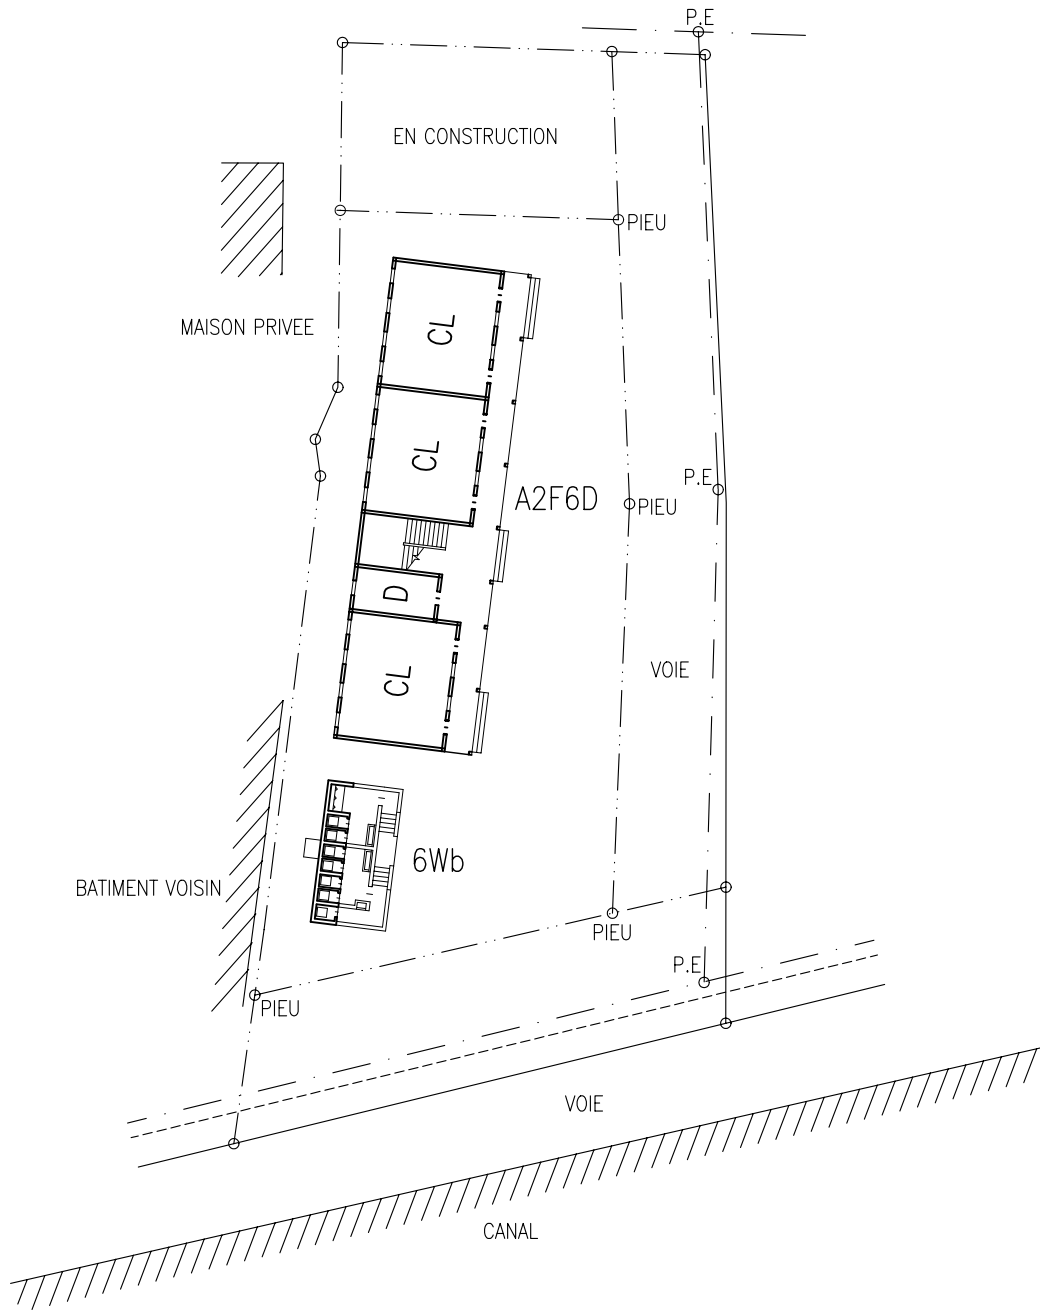 P.E
EN CONSTRUCTION
PIEU
MAISON PRIVEE
CL
CL
P.E
A2F6D
PIEU
D
VOIE
CL
6Wb
BATIMENT VOISIN
PIEU
P.E
PIEU
VOIE
CANAL